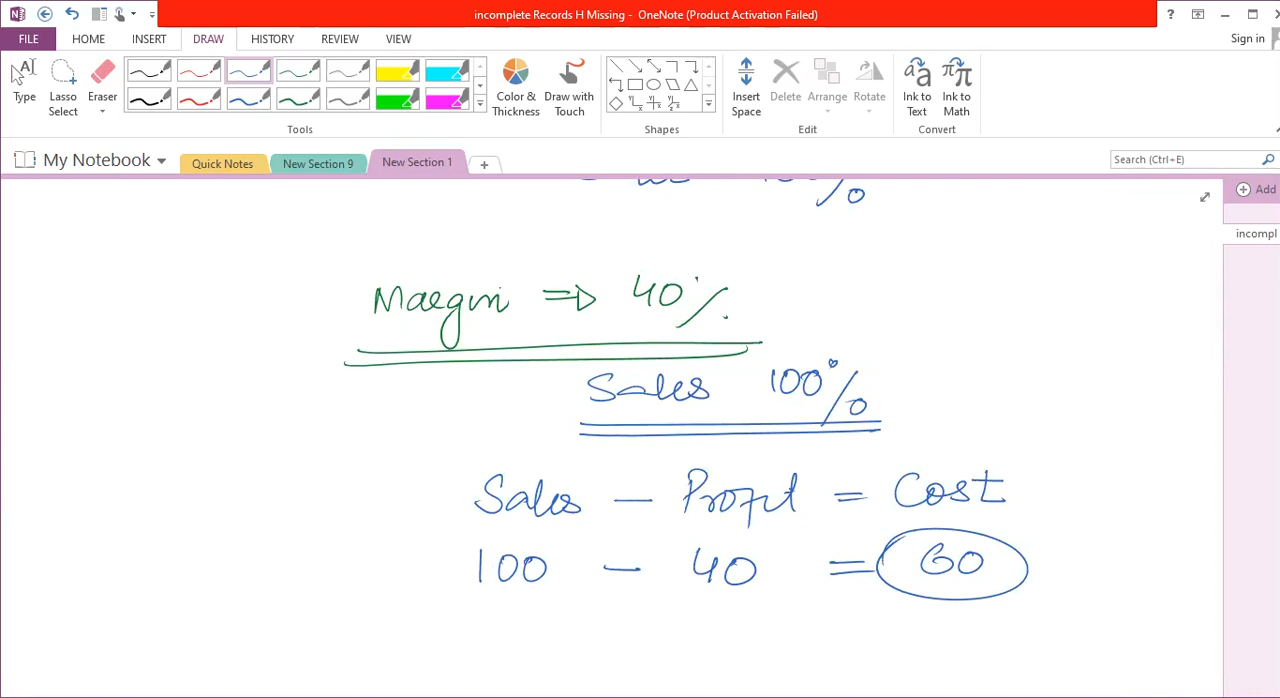 incomplete Records H Missing - OneNote (Product Activation Failed)
?
Sign in
FILE HOME INSERT DRAW HISTORY REVIEW VIEW
Type
Lasso Select
Eraser
Color & Thickness
Draw with Touch
Insert Space
Delete
Arrange
Rotate
Ink to Text
Ink to Math
Tools
Shapes
Edit
Convert
My Notebook
Quick Notes
New Section 9
New Section 1
Search (Ctrl+E)
Add
incompl
Margin ⇒ 40%
Sales 100%
Sales - Profit = Cost
100 - 40 = 60